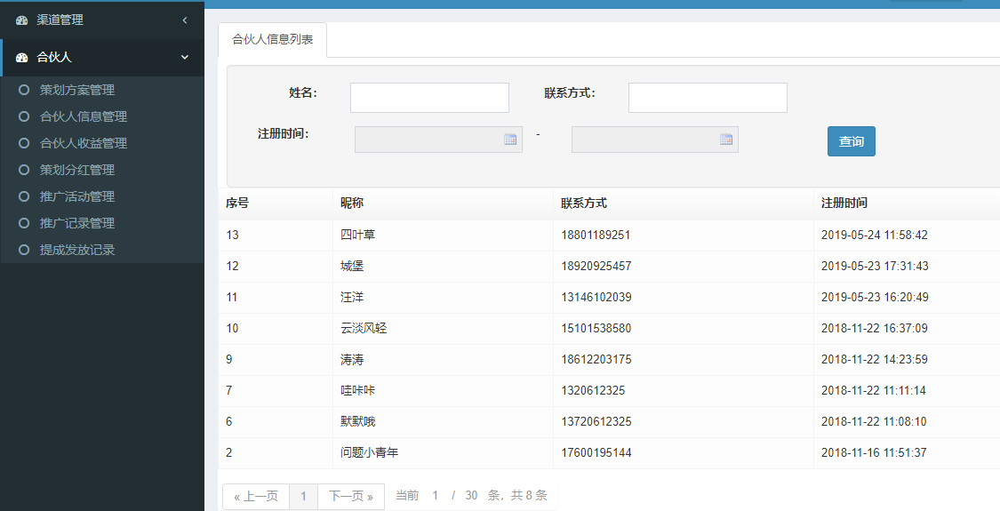 渠道管理
合伙人
策划方案管理
合伙人信息管理
合伙人收益管理
策划分红管理
推广活动管理
推广记录管理
提成发放记录
合伙人信息列表
姓名: 联系方式:
注册时间: - 查询
序号 昵称 联系方式 注册时间
13 四叶草 18801189251 2019-05-24 11:58:42
12 城堡 18920925457 2019-05-23 17:31:43
11 汪洋 13146102039 2019-05-23 16:20:49
10 云淡风轻 15101538580 2018-11-22 16:37:09
9 涛涛 18612203175 2018-11-22 14:23:59
7 哇咔咔 1320612325 2018-11-22 11:11:14
6 默默哦 13720612325 2018-11-22 11:08:10
2 问题小青年 17600195144 2018-11-16 11:51:37
« 上一页 1 下一页 » 当前 1 / 30 条，共 8 条